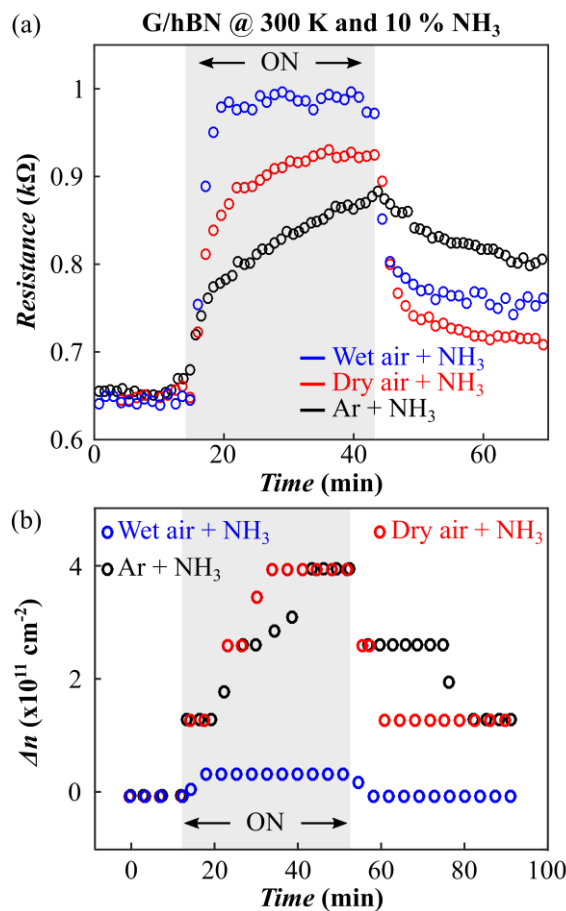 (a) G/hBN @ 300 K and 10 % NH₃
ON
1
0.9
0.8
0.7
0.6
Resistance (kΩ)
Wet air + NH₃
Dry air + NH₃
Ar + NH₃
0 20 40 60
Time (min)
(b)
Wet air + NH₃ Dry air + NH₃
Ar + NH₃
4
2
0
Δn (x10¹¹ cm⁻²)
ON
0 20 40 60 80 100
Time (min)